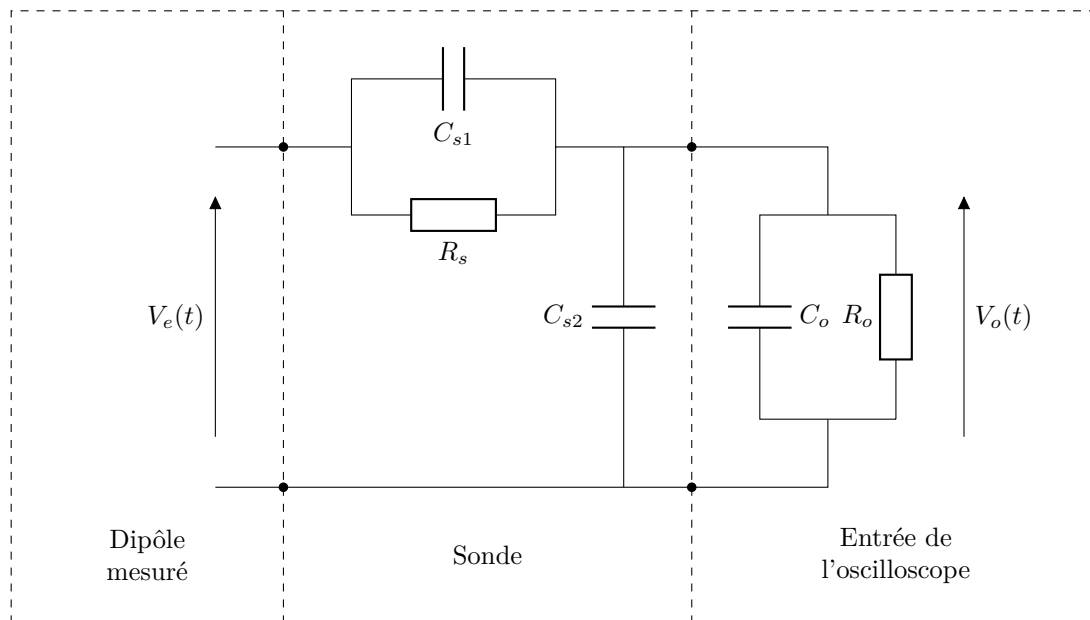 C_{s1}
R_s
V_e(t)
C_{s2}
C_o
R_o
V_o(t)
Dipôle
mesuré
Sonde
Entrée de
l'oscilloscope